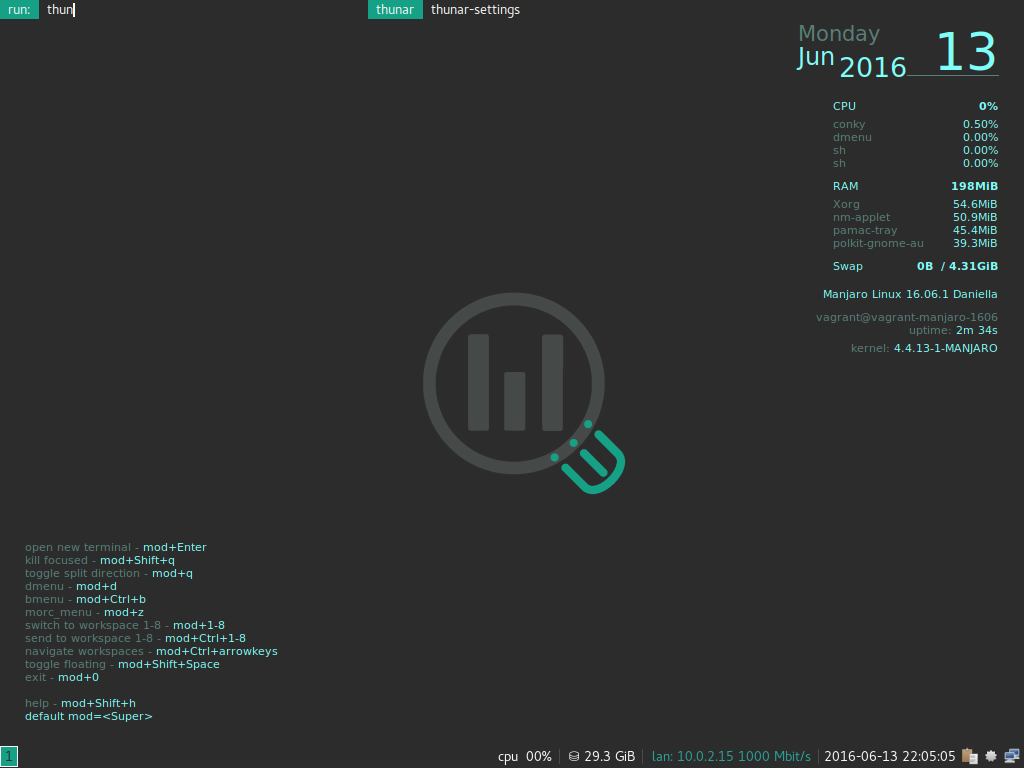 run: thun thunar thunar-settings
Monday
Jun 2016 13
CPU 0%
conky 0.50%
dmenu 0.00%
sh 0.00%
sh 0.00%
RAM 198MiB
Xorg 54.6MiB
nm-applet 50.9MiB
pamac-tray 45.4MiB
polkit-gnome-au 39.3MiB
Swap 0B / 4.31GiB
Manjaro Linux 16.06.1 Daniella
vagrant@vagrant-manjaro-1606
uptime: 2m 34s
kernel: 4.4.13-1-MANJARO
open new terminal - mod+Enter
kill focused - mod+Shift+q
toggle split direction - mod+q
dmenu - mod+d
bmenu - mod+Ctrl+b
morc_menu - mod+z
switch to workspace 1-8 - mod+1-8
send to workspace 1-8 - mod+Ctrl+1-8
navigate workspaces - mod+Ctrl+arrowkeys
toggle floating - mod+Shift+Space
exit - mod+0
help - mod+Shift+h
default mod=<Super>
1 cpu 00% 29.3 GiB lan: 10.0.2.15 1000 Mbit/s 2016-06-13 22:05:05